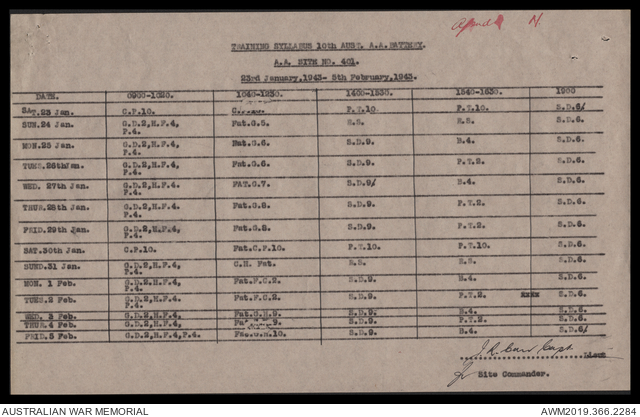 TRAINING SYLLABUS 10th AUST. A.A. BATTERY.
A.A. SITE NO. 401.
23rd January,1943- 5th February,1943.
DATE. 0900-1020. 1040-1230. 1400-1530. 1540-1630. 1900
SAT.23 Jan. C.P.10. P.T.10 P.T.10. S.D.6/
SUN.24 Jan. G.D.2,H.F.4, F.4. Fat.G.5. R.S. R.S. S.D.6.
MON.25 Jan. G.D.2,H.F.4, F.4. Fat.G.6. S.D.9. B.4. S.D.6.
TUES.26thJan. G.D.2,H.F.4, F.4. Fat.G.6. S.D.9. P.T.2. S.D.6.
WED. 27th Jan. G.D.2,H.F.4, F.4. FAT.G.7. S.D.9/ B.4. S.D.6.
THUR.28th Jan. G.D.2,H.F.4, F.4. Fat.G.8. S.D.9. P.T.2. S.D.6.
FRID.29th Jan. G.D.2,H.F.4, F.4. Fat.G.8. S.D.9. P.T.2. S.D.6.
SAT.30th Jan. C.P.10. Fat.C.P.10. P.T.10. P.T.10. S.D.6.
SUND.31 Jan. G.D.2,H.F.4, F.4. C.H. Fat. R.S. R.S. S.D.6.
MON. 1 Feb. G.D.2,H.F.4, F.4. Fat.F.C.2. S.D.9. B.4. S.D.6.
TUES.2 Feb. G.D.2,H.F.4, F.4. Fat.F.C.2. S.D.9. P.T.2 xxxx S.D.6.
WED. 3 Feb. G.D.2,H.F.4, Fat.G.H.9. B.4. S.D.6.
THUR.4 Feb. G.D.2,H.F.4, S.D.9. P.T.2. S.D.6.
FRID.5 Feb. G.D.2,H.F.4,F.4. S.D.9. B.4. S.D.6/
Lieut
Site Commander.
AUSTRALIAN WAR MEMORIAL
AWM2019.366.2284